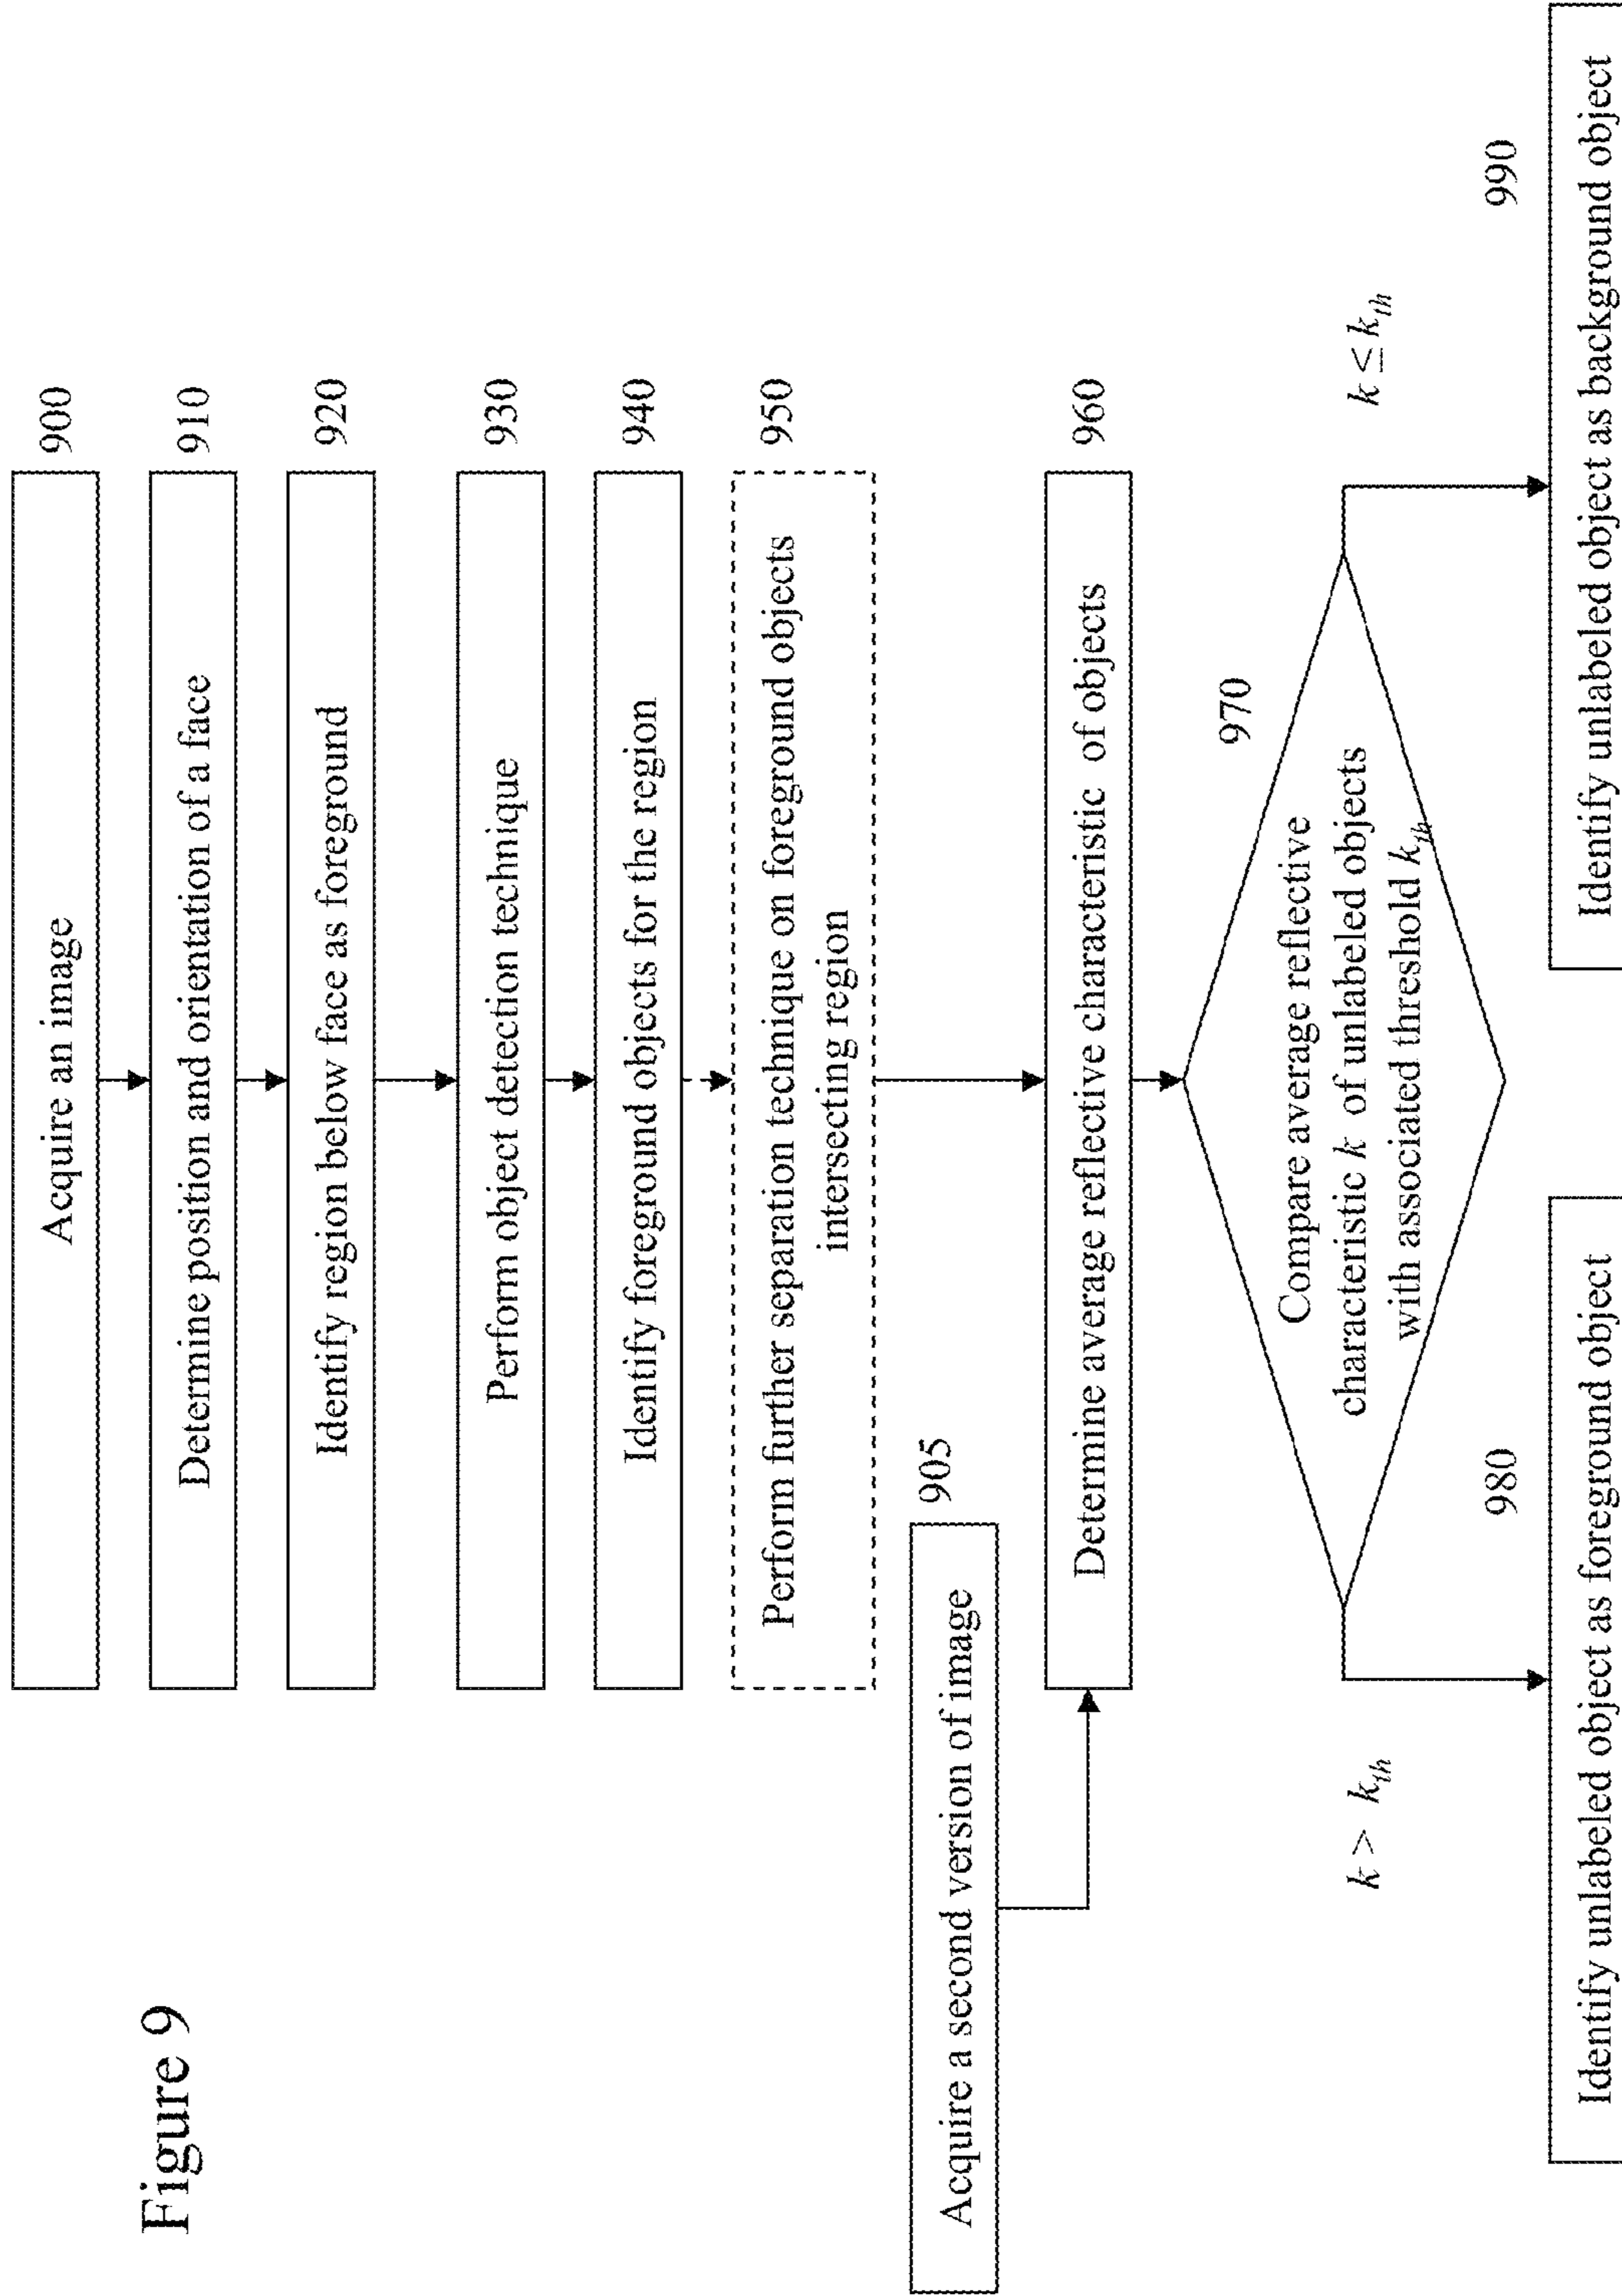 Figure 9
Acquire an image
900
Determine position and orientation of a face
910
Identify region below face as foreground
920
Perform object detection technique
930
Identify foreground objects for the region
940
Perform further separation technique on foreground objects
intersecting region
950
Acquire a second version of image
905
Determine average reflective characteristic of objects
960
Compare average reflective
characteristic k of unlabeled objects
with associated threshold k_th
970
k > k_th
k ≤ k_th
980
Identify unlabeled object as foreground object
990
Identify unlabeled object as background object